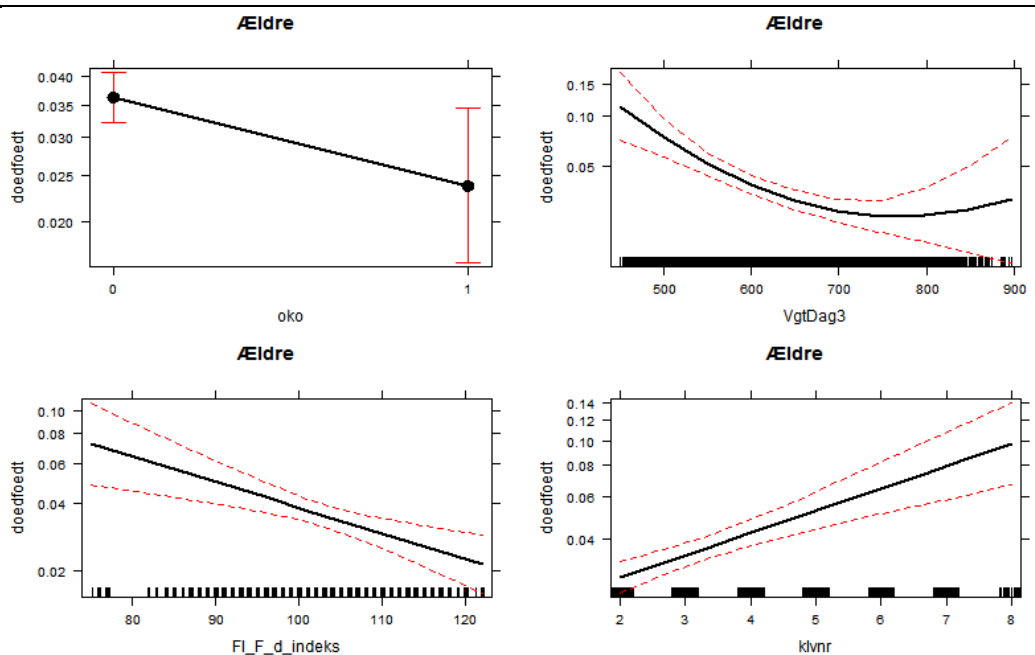 Ældre
0.040
0.035
0.030
0.025
0.020
doedfoedt
0 1
oko
Ældre
0.15
0.10
0.05
doedfoedt
500 600 700 800 900
VgtDag3
Ældre
0.10
0.08
0.06
0.04
0.02
doedfoedt
80 90 100 110 120
Fl_F_d_indeks
Ældre
0.14
0.12
0.10
0.08
0.06
0.04
doedfoedt
2 3 4 5 6 7 8
klvnr